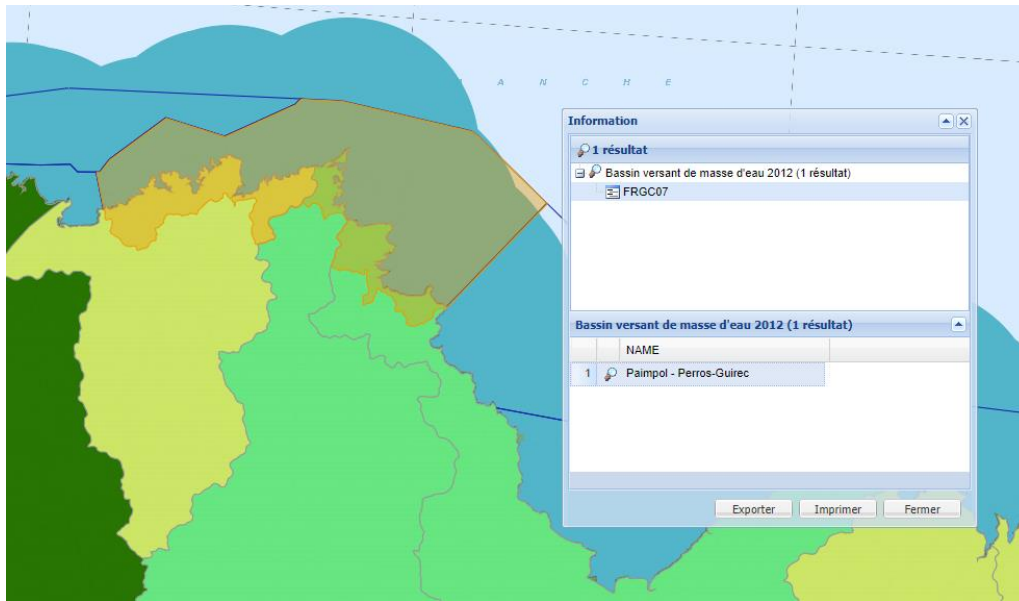 A N C H E
Information
1 résultat
Bassin versant de masse d'eau 2012 (1 résultat)
FRGC07
Bassin versant de masse d'eau 2012 (1 résultat)
NAME
1 Paimpol - Perros-Guirec
Exporter Imprimer Fermer